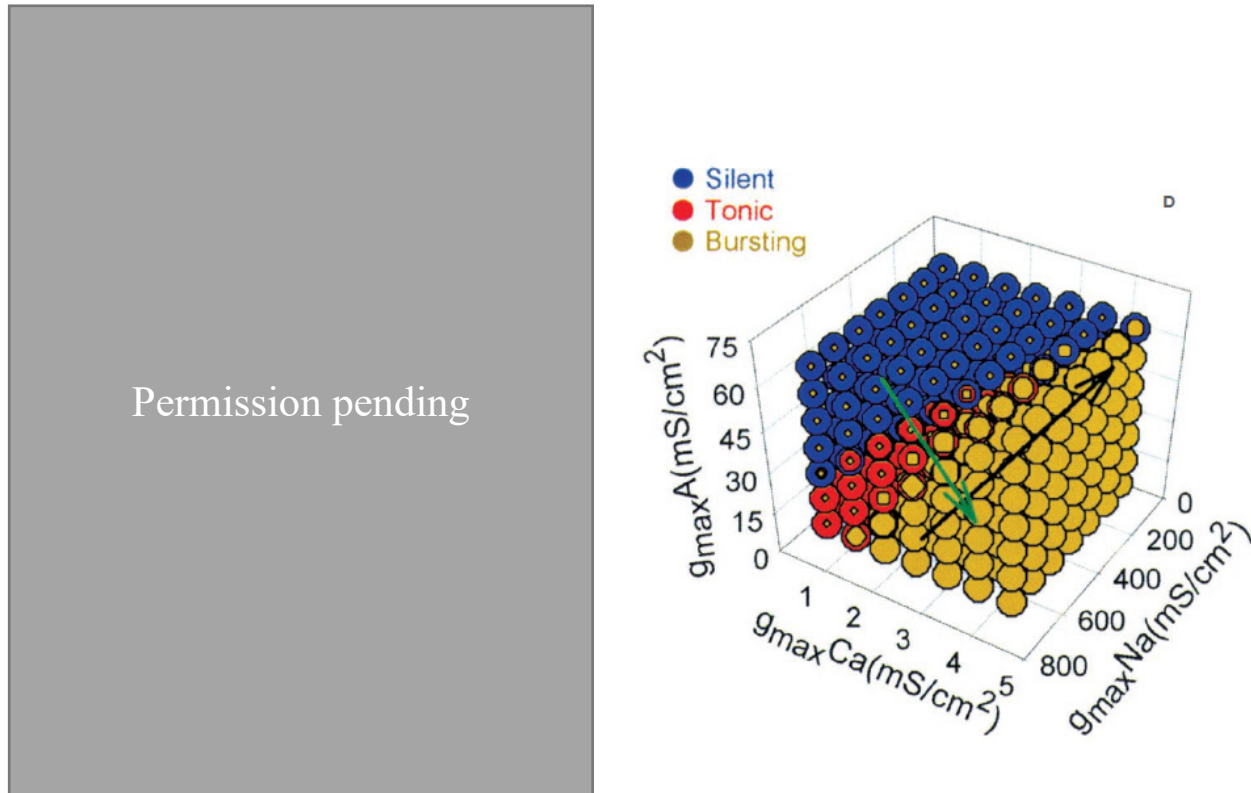 Permission pending
Silent
Tonic
Bursting
D
75
60
45
30
15
0
gmaxA(mS/cm2)
1
2
3
4
5
gmaxCa(mS/cm2)
0
200
400
600
800
gmaxNa(mS/cm2)